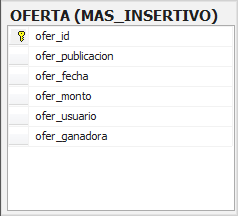 OFERTA (MAS_INSERTIVO)
ofer_id
ofer_publicacion
ofer_fecha
ofer_monto
ofer_usuario
ofer_ganadora